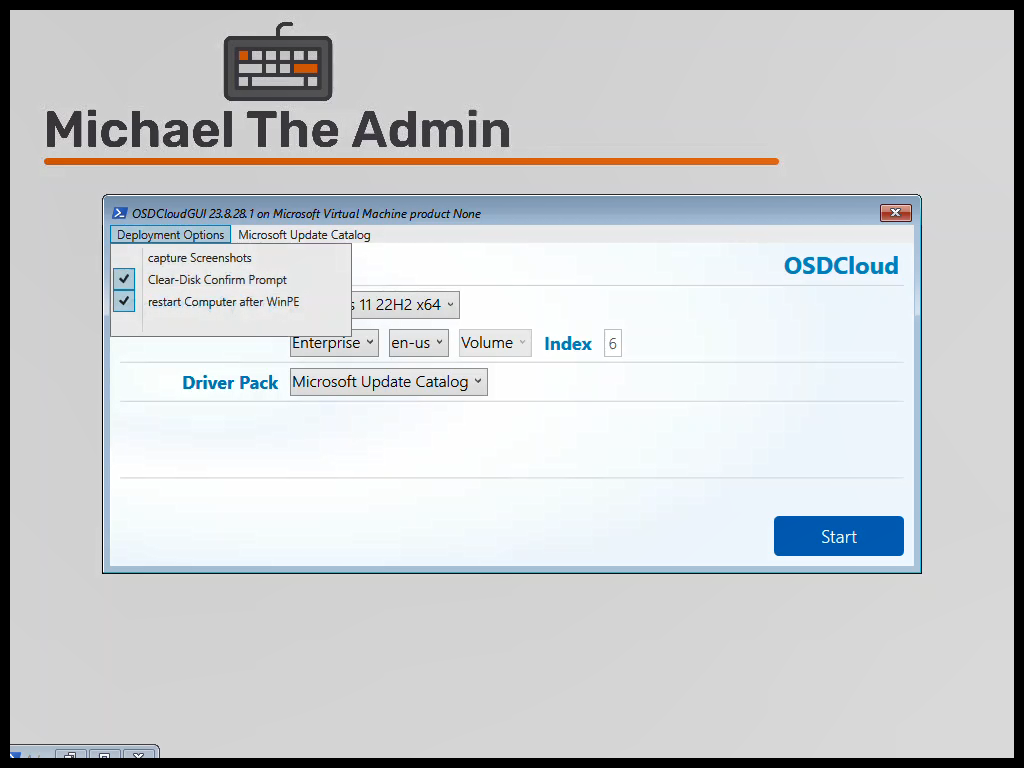 Michael The Admin
OSDCloudGUI 23.8.28.1 on Microsoft Virtual Machine product None
Deployment Options Microsoft Update Catalog
capture Screenshots
OSDCloud
Clear-Disk Confirm Prompt
restart Computer after WinPE
11 22H2 x64
Enterprise en-us Volume Index 6
Driver Pack Microsoft Update Catalog
Start